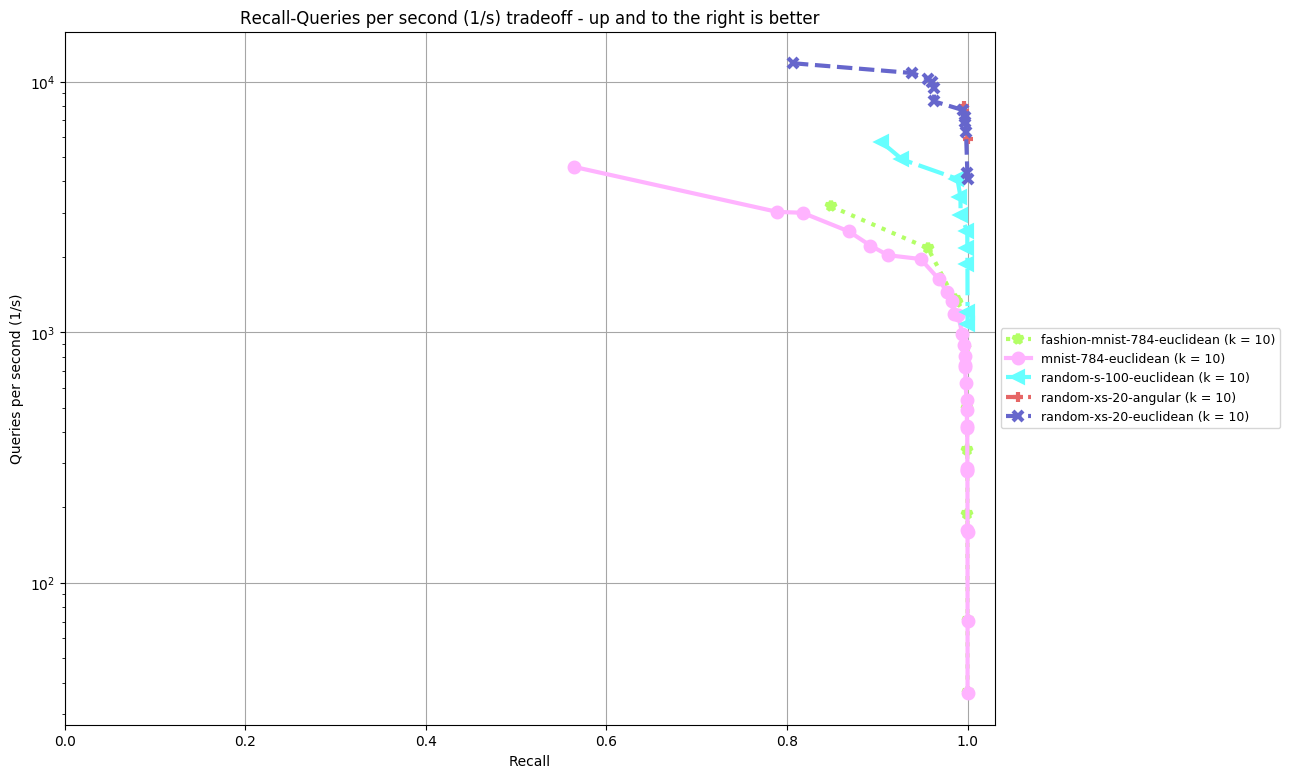 Recall-Queries per second (1/s) tradeoff - up and to the right is better
Queries per second (1/s)
10⁴
10³
10²
0.0 0.2 0.4 0.6 0.8 1.0
Recall
fashion-mnist-784-euclidean (k = 10)
mnist-784-euclidean (k = 10)
random-s-100-euclidean (k = 10)
random-xs-20-angular (k = 10)
random-xs-20-euclidean (k = 10)